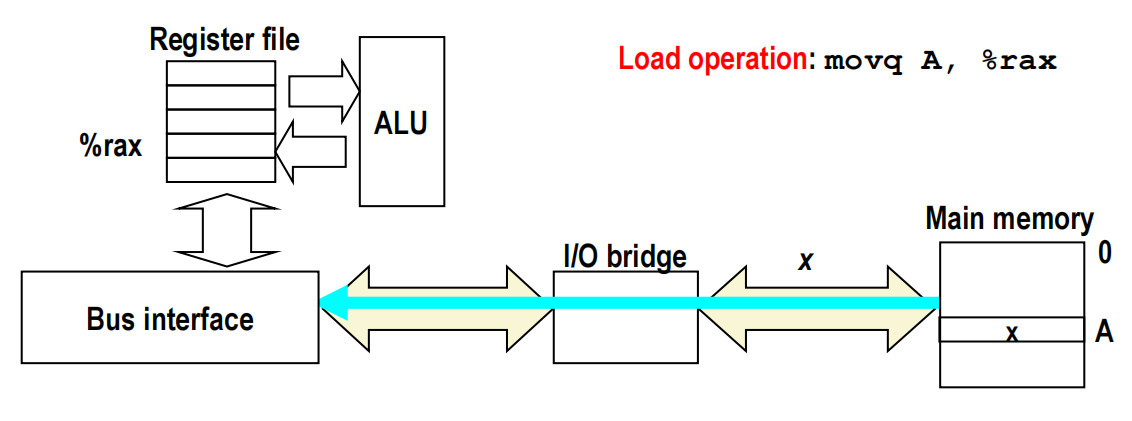 Register file
Load operation: movq A, %rax
ALU
%rax
Main memory
0
I/O bridge
x
Bus interface
x
A